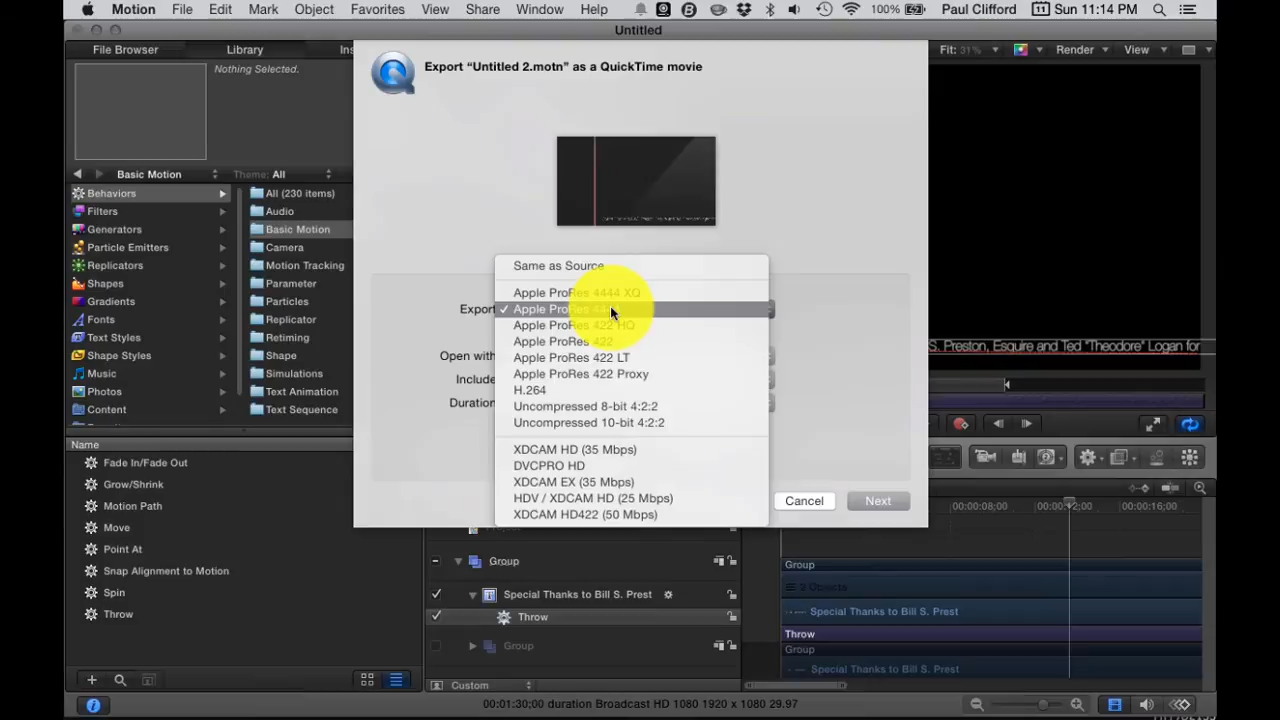 Motion File Edit Mark Object Favorites View Share Window Help 100% Paul Clifford 11 Sun 11:14 PM
Untitled
File Browser Library Ins Fit: 31% Render View
Nothing Selected.
Export “Untitled 2.motn” as a QuickTime movie
Basic Motion Theme: All
Behaviors
Filters
Generators
Particle Emitters
Replicators
Shapes
Gradients
Fonts
Text Styles
Shape Styles
Music
Photos
Content
All (230 items)
Audio
Basic Motion
Camera
Motion Tracking
Parameter
Particles
Replicator
Retiming
Shape
Simulations
Text Animation
Text Sequence
Export
Open with
Include
Duration
Same as Source
Apple ProRes 4444 XQ
✓ Apple ProRes 4444
Apple ProRes 422 HQ
Apple ProRes 422
Apple ProRes 422 LT
Apple ProRes 422 Proxy
H.264
Uncompressed 8-bit 4:2:2
Uncompressed 10-bit 4:2:2
XDCAM HD (35 Mbps)
DVCPRO HD
XDCAM EX (35 Mbps)
HDV / XDCAM HD (25 Mbps)
XDCAM HD422 (50 Mbps)
Cancel Next
S. Preston, Esquire and Ted "Theodore" Logan for
Name
Fade In/Fade Out
Grow/Shrink
Motion Path
Move
Point At
Snap Alignment to Motion
Spin
Throw
Group
Special Thanks to Bill S. Prest
Throw
Group
Custom
00:00:08;00 00:00:12;00 00:00:16;00
Group
2 Objects
Special Thanks to Bill S. Preston
Throw
Group
Special Thanks to Bill S. Preston
00:01:30;00 duration Broadcast HD 1080 1920 x 1080 29.97